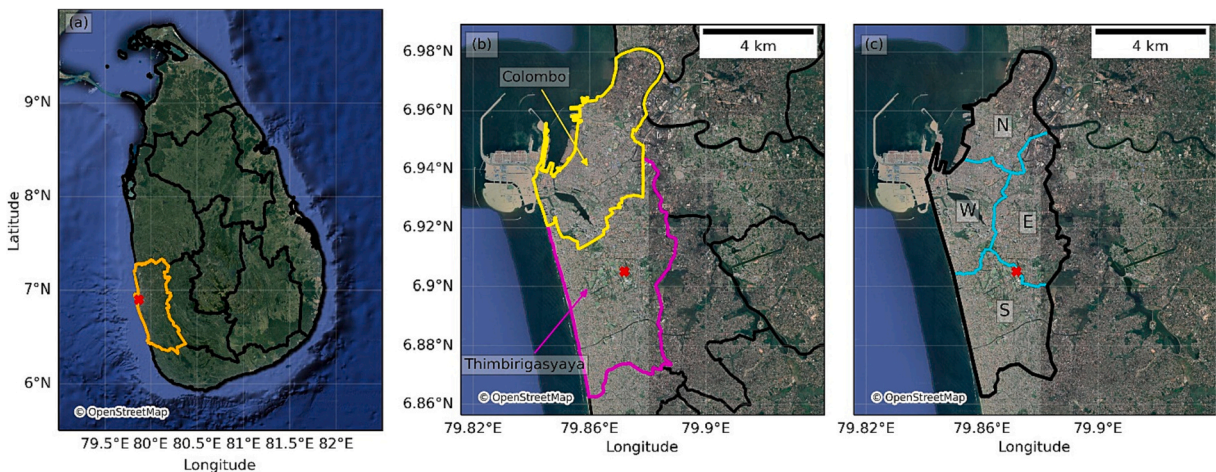 (a)
9°N
8°N
7°N
6°N
Latitude
© OpenStreetMap
79.5°E 80°E 80.5°E 81°E 81.5°E 82°E
Longitude
(b)
4 km
6.98°N
6.96°N
6.94°N
6.92°N
6.9°N
6.88°N
6.86°N
Colombo
Thimbirigasyaya
© OpenStreetMap
79.82°E
79.86°E
79.9°E
Longitude
(c)
4 km
N
W
E
S
© OpenStreetMap
79.82°E
79.86°E
79.9°E
Longitude